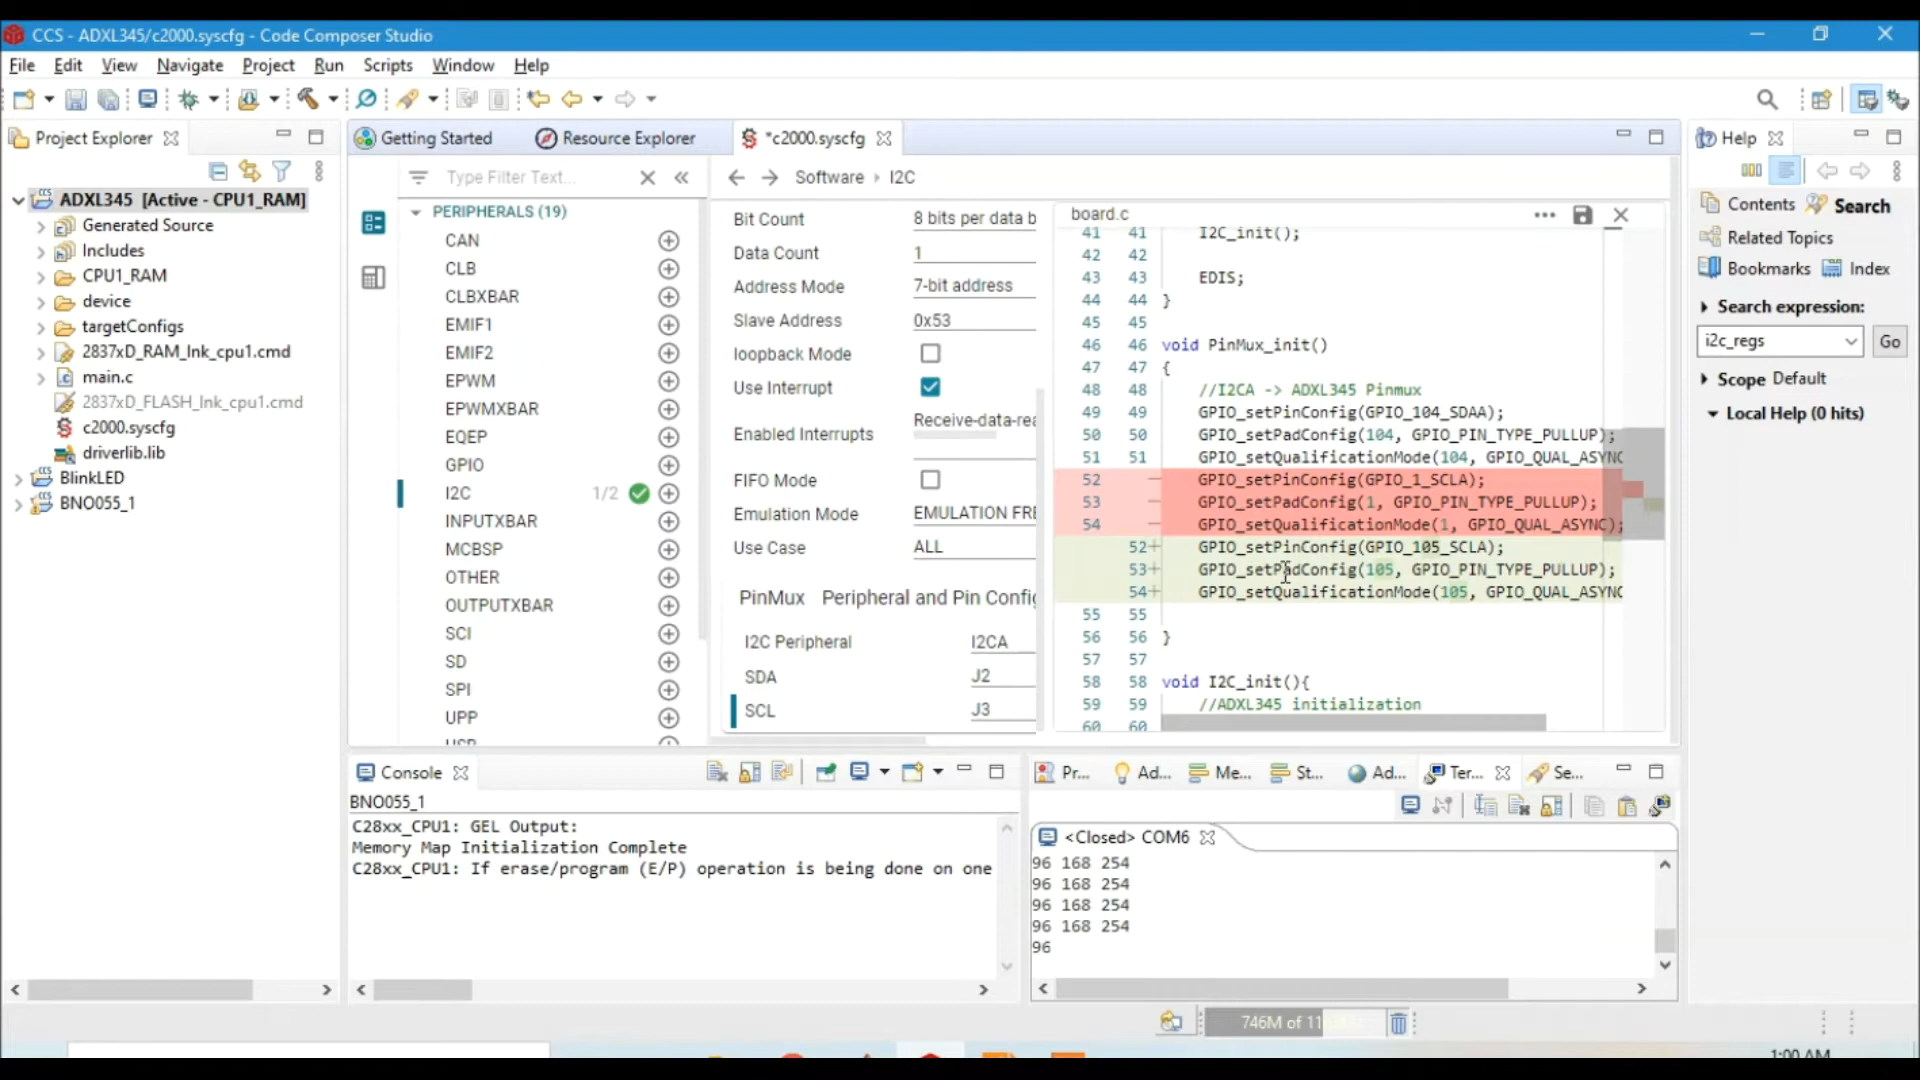 CCS - ADXL345/c2000.syscfg - Code Composer Studio
File Edit View Navigate Project Run Scripts Window Help
Project Explorer
ADXL345 [Active - CPU1_RAM]
Generated Source
Includes
CPU1_RAM
device
targetConfigs
2837xD_RAM_lnk_cpu1.cmd
main.c
2837xD_FLASH_lnk_cpu1.cmd
c2000.syscfg
driverlib.lib
BlinkLED
BNO055_1
Getting Started Resource Explorer *c2000.syscfg
Type Filter Text...
PERIPHERALS (19)
CAN
CLB
CLBXBAR
EMIF1
EMIF2
EPWM
EPWMXBAR
EQEP
GPIO
I2C 1/2
INPUTXBAR
MCBSP
OTHER
OUTPUTXBAR
SCI
SD
SPI
UPP
Software › I2C
Bit Count 8 bits per data b
Data Count 1
Address Mode 7-bit address
Slave Address 0x53
loopback Mode
Use Interrupt
Enabled Interrupts Receive-data-rea
FIFO Mode
Emulation Mode EMULATION FRE
Use Case ALL
PinMux Peripheral and Pin Config
I2C Peripheral I2CA
SDA J2
SCL J3
board.c
41 41 I2C_init();
42 42
43 43 EDIS;
44 44 }
45 45
46 46 void PinMux_init()
47 47 {
48 48 //I2CA -> ADXL345 Pinmux
49 49 GPIO_setPinConfig(GPIO_104_SDAA);
50 50 GPIO_setPadConfig(104, GPIO_PIN_TYPE_PULLUP);
51 51 GPIO_setQualificationMode(104, GPIO_QUAL_ASYNC
52 — GPIO_setPinConfig(GPIO_1_SCLA);
53 — GPIO_setPadConfig(1, GPIO_PIN_TYPE_PULLUP);
54 — GPIO_setQualificationMode(1, GPIO_QUAL_ASYNC);
52+ GPIO_setPinConfig(GPIO_105_SCLA);
53+ GPIO_setPadConfig(105, GPIO_PIN_TYPE_PULLUP);
54+ GPIO_setQualificationMode(105, GPIO_QUAL_ASYNC
55 55
56 56 }
57 57
58 58 void I2C_init(){
59 59 //ADXL345 initialization
60 60
Help
Contents Search
Related Topics
Bookmarks Index
Search expression:
i2c_regs Go
Scope Default
Local Help (0 hits)
Console
BNO055_1
C28xx_CPU1: GEL Output:
Memory Map Initialization Complete
C28xx_CPU1: If erase/program (E/P) operation is being done on one
Pr... Ad... Me... St... Ad... Ter... Se...
<Closed> COM6
96 168 254
96 168 254
96 168 254
96 168 254
96
746M of 11
1:00 AM